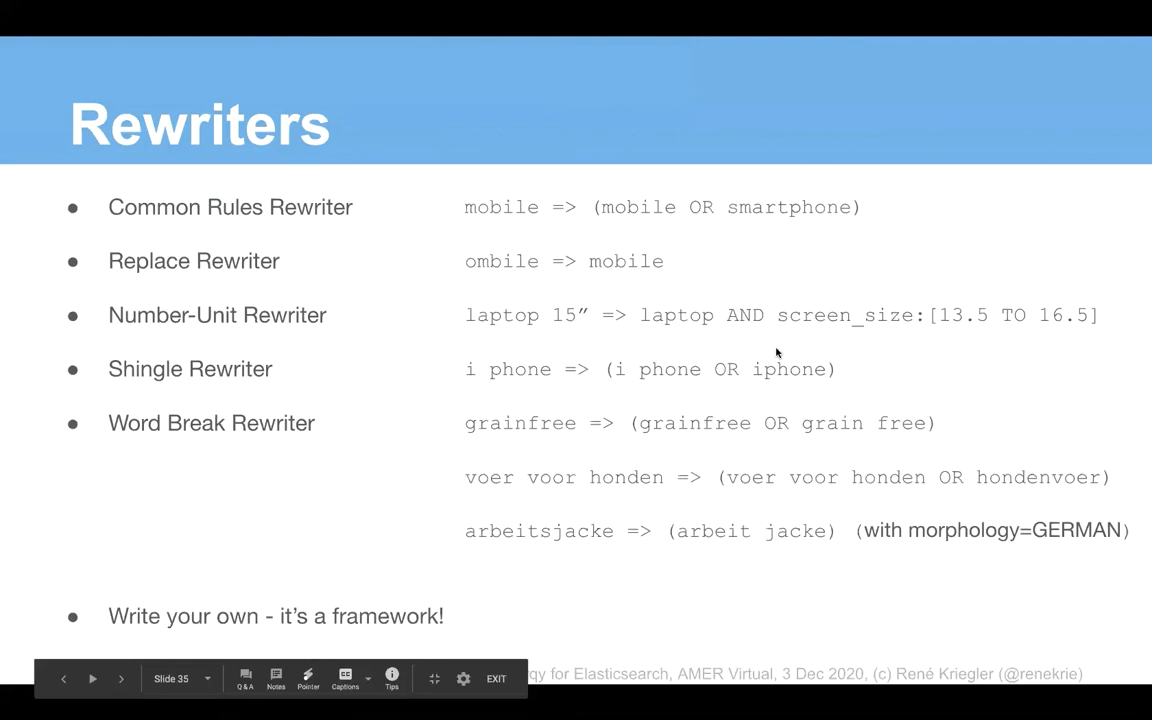 Rewriters
● Common Rules Rewriter mobile => (mobile OR smartphone)
● Replace Rewriter ombile => mobile
● Number-Unit Rewriter laptop 15” => laptop AND screen_size:[13.5 TO 16.5]
● Shingle Rewriter i phone => (i phone OR iphone)
● Word Break Rewriter grainfree => (grainfree OR grain free)
voer voor honden => (voer voor honden OR hondenvoer)
arbeitsjacke => (arbeit jacke) (with morphology=GERMAN)
● Write your own - it’s a framework!
for Elasticsearch, AMER Virtual, 3 Dec 2020, (c) René Kriegler (@renekrie)
Slide 35 Q&A Notes Pointer CC Captions Tips EXIT